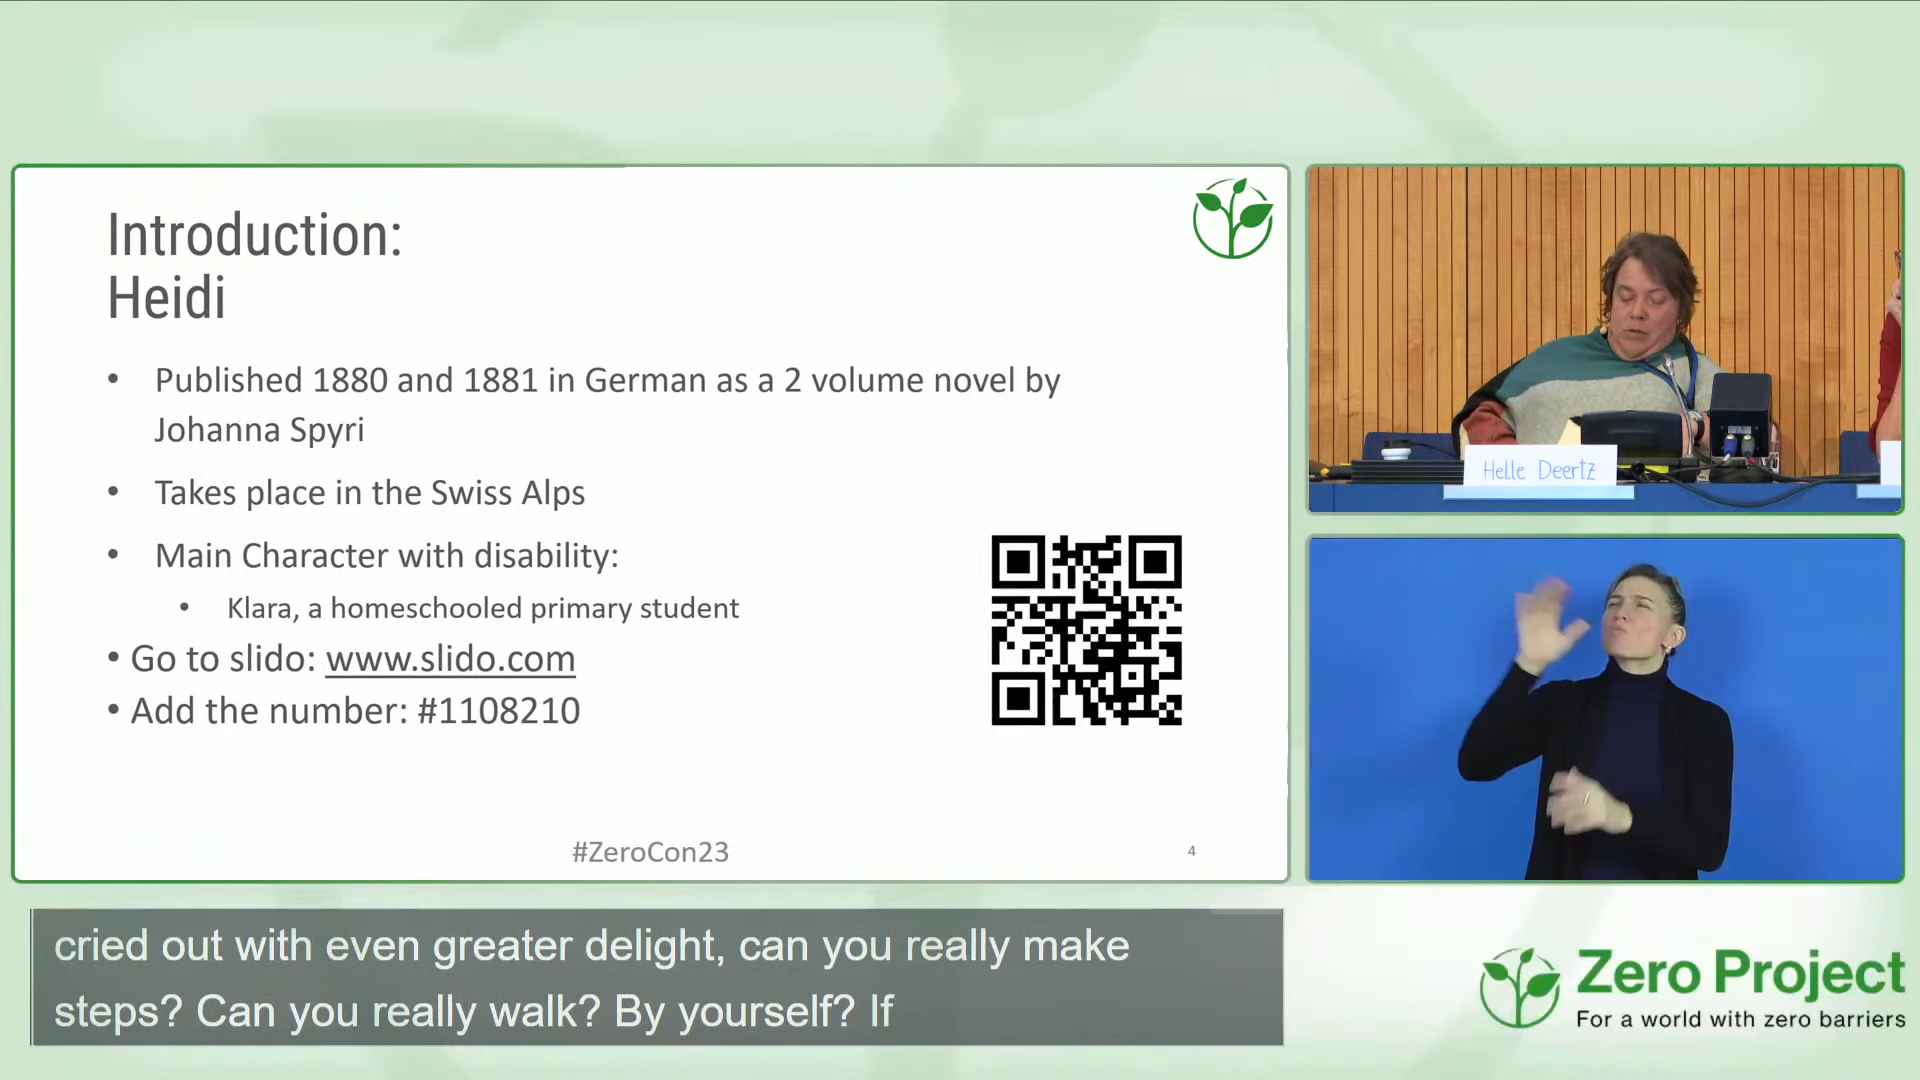 Introduction:
Heidi
• Published 1880 and 1881 in German as a 2 volume novel by
Johanna Spyri
• Takes place in the Swiss Alps
• Main Character with disability:
• Klara, a homeschooled primary student
• Go to slido: www.slido.com
• Add the number: #1108210
#ZeroCon23
4
Helle Deertz
cried out with even greater delight, can you really make
steps? Can you really walk? By yourself? If
Zero Project
For a world with zero barriers